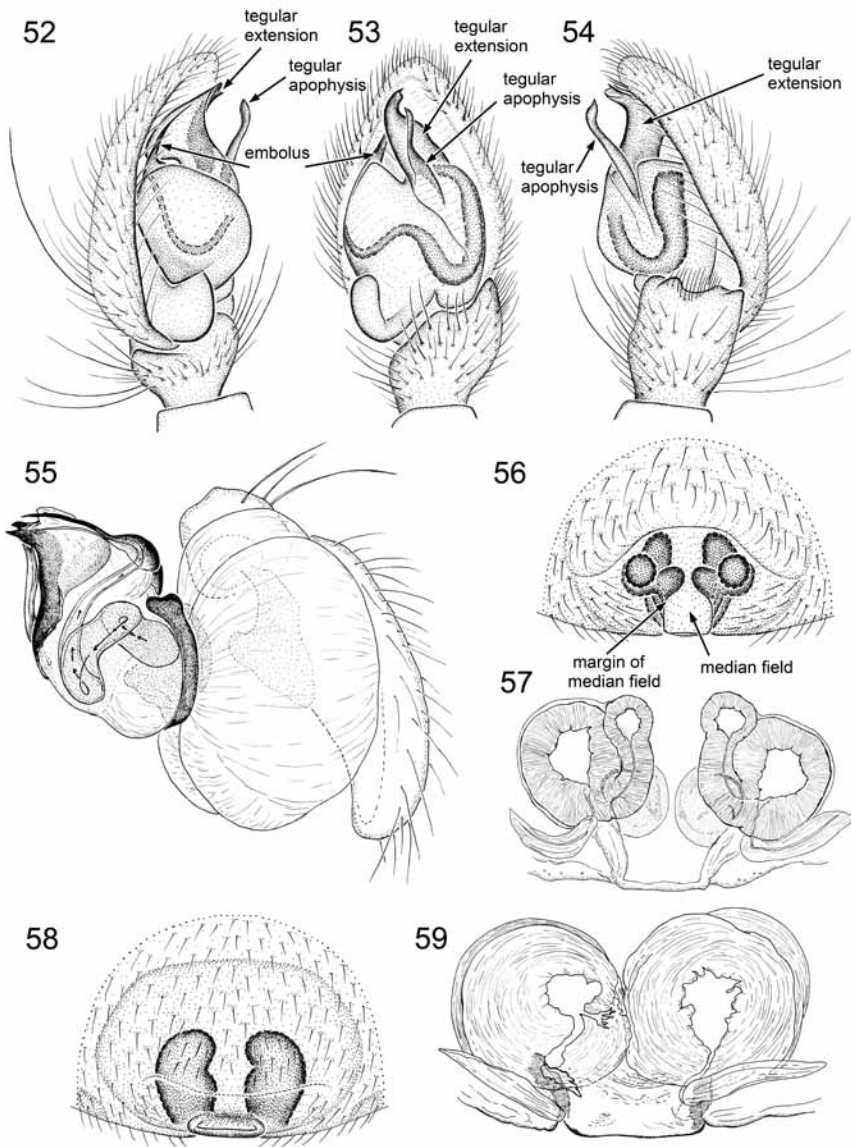 52
tegular
extension
tegular
apophysis
embolus
53
tegular
extension
tegular
apophysis
54
tegular
extension
tegular
apophysis
55
56
margin of
median field
median field
57
58
59